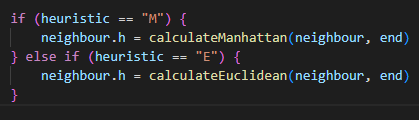 if (heuristic == "M") {
    neighbour.h = calculateManhattan(neighbour, end)
} else if (heuristic == "E") {
    neighbour.h = calculateEuclidean(neighbour, end)
}